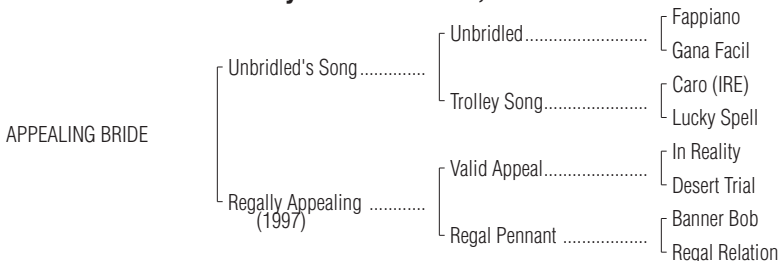 Fappiano
Unbridled
Gana Facil
Unbridled's Song
Caro (IRE)
Trolley Song
Lucky Spell
APPEALING BRIDE
In Reality
Valid Appeal
Desert Trial
Regally Appealing
(1997)
Banner Bob
Regal Pennant
Regal Relation